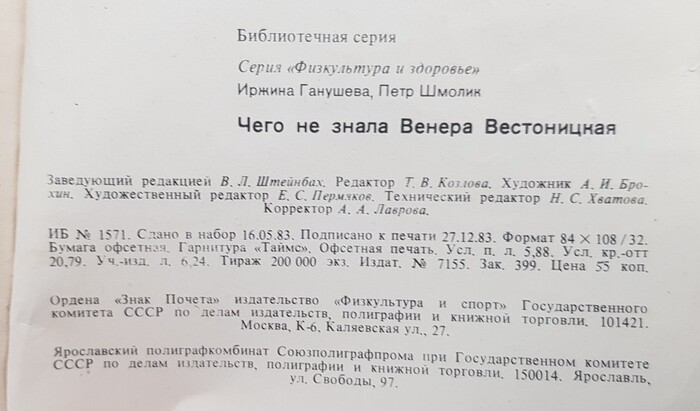 Библиотечная серия
Серия «Физкультура и здоровье»
Иржина Ганушева, Петр Шмолик
Чего не знала Венера Вестоницкая
Заведующий редакцией В. Л. Штейнбах. Редактор Т. В. Козлова. Художник А. И. Бро-
хин. Художественный редактор Е. С. Пермяков. Технический редактор Н. С. Хватова.
Корректор А. А. Лаврова.
ИБ № 1571. Сдано в набор 16.05.83. Подписано к печати 27.12.83. Формат 84 × 108/32.
Бумага офсетная. Гарнитура «Таймс». Офсетная печать. Усл. п. л. 5,88. Усл. кр.-отт
20,79. Уч.-изд. л. 6,24. Тираж 200 000 экз. Издат. № 7155. Зак. 399. Цена 55 коп.
Ордена «Знак Почета» издательство «Физкультура и спорт» Государственного
комитета СССР по делам издательств, полиграфии и книжной торговли. 101421.
Москва, К-6, Каляевская ул., 27.
Ярославский полиграфкомбинат Союзполиграфпрома при Государственном комитете
СССР по делам издательств, полиграфии и книжной торговли. 150014. Ярославль,
ул. Свободы, 97.